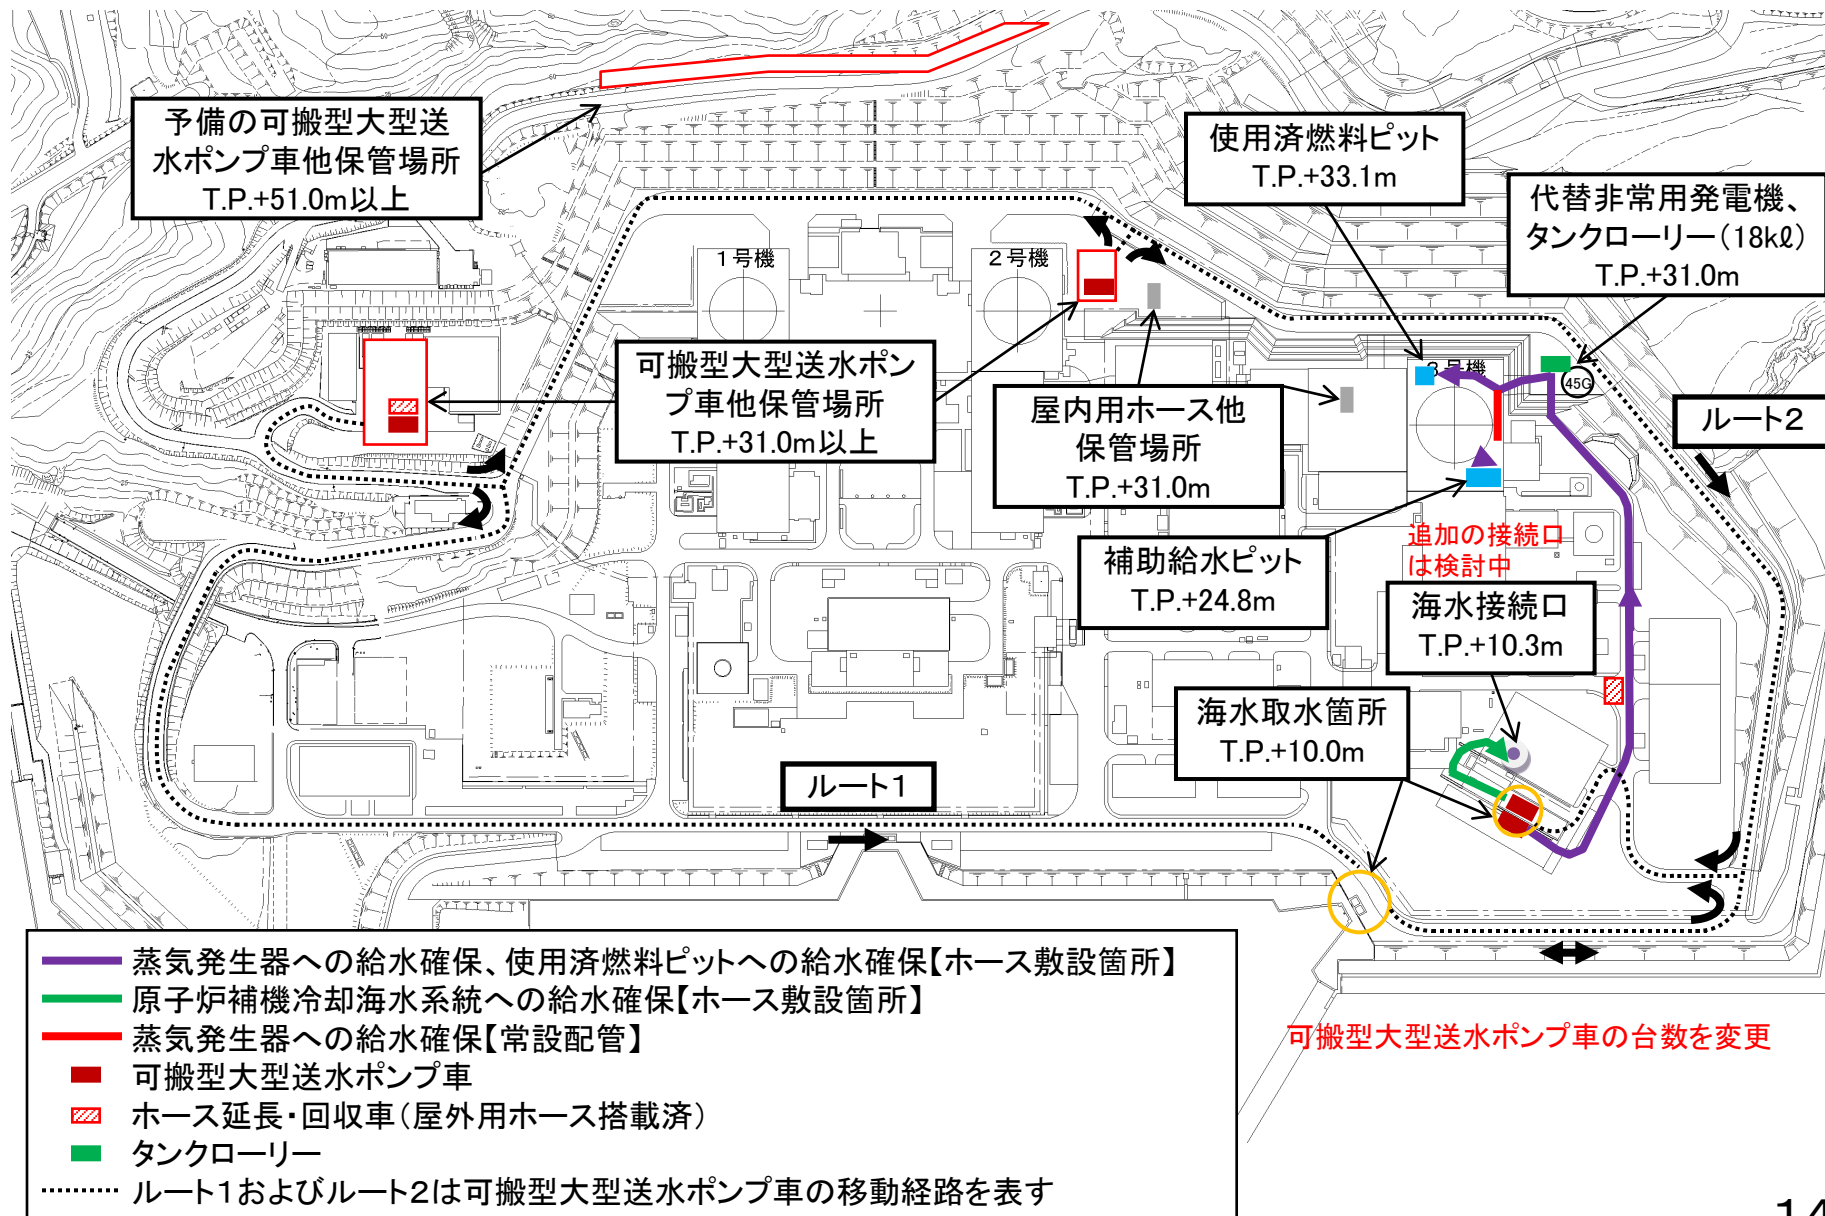 予備の可搬型大型送
水ポンプ車他保管場所
T.P.+51.0m以上
使用済燃料ピット
T.P.+33.1m
代替非常用発電機、
タンクローリー(18kℓ)
T.P.+31.0m
1号機
2号機
3号機
45G
可搬型大型送水ポン
プ車他保管場所
T.P.+31.0m以上
屋内用ホース他
保管場所
T.P.+31.0m
ルート2
追加の接続口
は検討中
補助給水ピット
T.P.+24.8m
海水接続口
T.P.+10.3m
海水取水箇所
T.P.+10.0m
ルート1
蒸気発生器への給水確保、使用済燃料ピットへの給水確保【ホース敷設箇所】
原子炉補機冷却海水系統への給水確保【ホース敷設箇所】
蒸気発生器への給水確保【常設配管】
可搬型大型送水ポンプ車
ホース延長・回収車(屋外用ホース搭載済)
タンクローリー
ルート1およびルート2は可搬型大型送水ポンプ車の移動経路を表す
可搬型大型送水ポンプ車の台数を変更
14